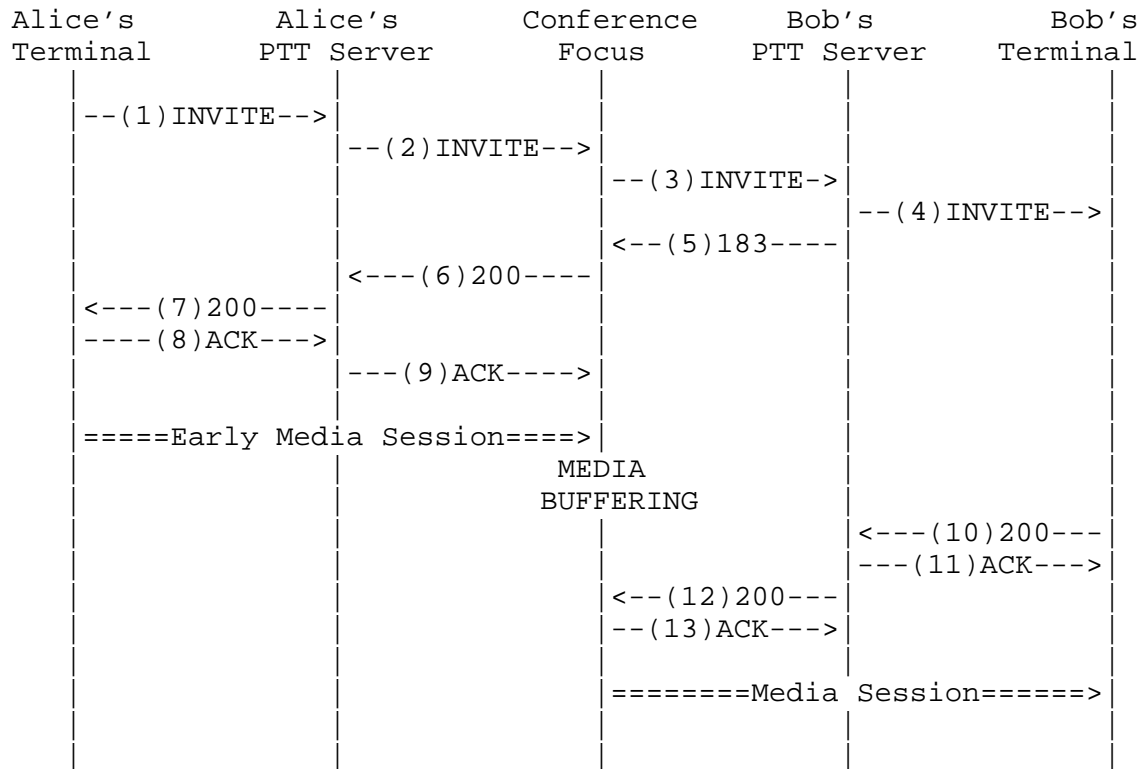 Alice's Alice's Conference Bob's Bob's
Terminal PTT Server Focus PTT Server Terminal
--(1)INVITE-->
--(2)INVITE-->
--(3)INVITE->
--(4)INVITE-->
<--(5)183----
<---(6)200----
<---(7)200----
----(8)ACK--->
---(9)ACK---->
=====Early Media Session====>
MEDIA
BUFFERING
<---(10)200---
---(11)ACK--->
<--(12)200---
--(13)ACK--->
========Media Session======>